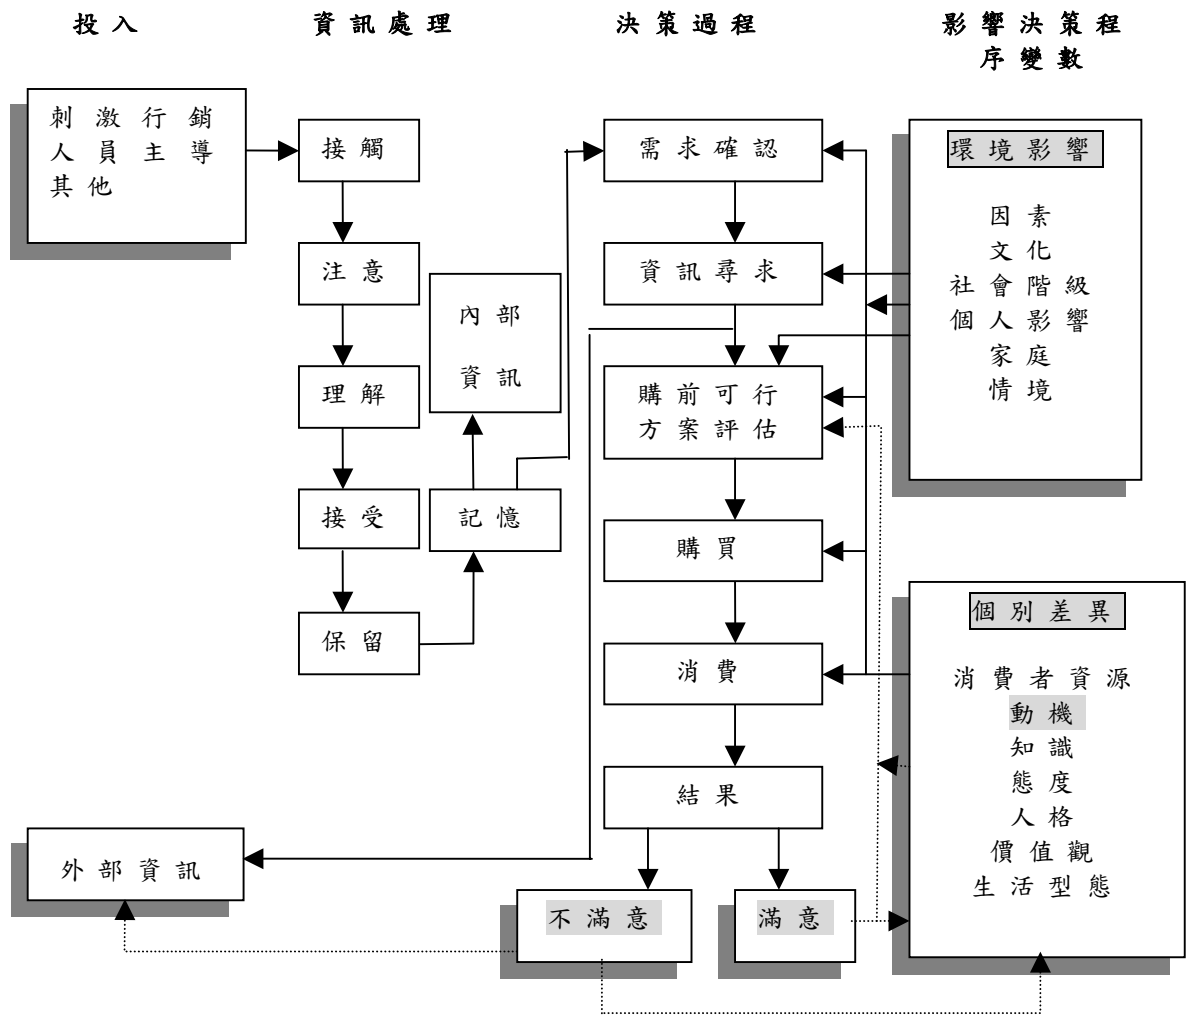 投入
資訊處理
決策過程
影響決策程
序變數
刺激行銷
人員主導
其他
接觸
注意
理解
接受
保留
內部
資訊
記憶
需求確認
資訊尋求
購前可行
方案評估
購買
消費
結果
不滿意
滿意
外部資訊
環境影響
因素
文化
社會階級
個人影響
家庭
情境
個別差異
消費者資源
動機
知識
態度
人格
價值觀
生活型態